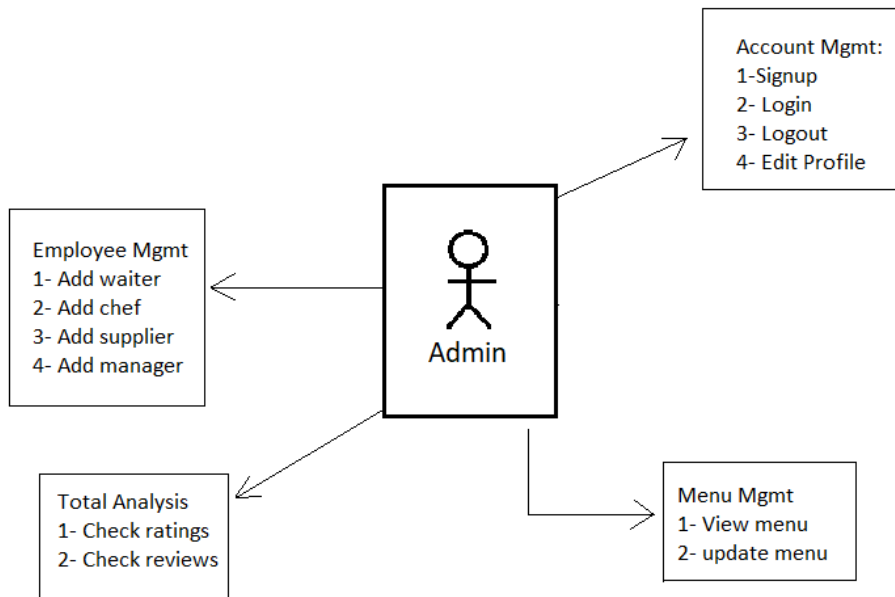 Account Mgmt:
1-Signup
2- Login
3- Logout
4- Edit Profile
Employee Mgmt
1- Add waiter
2- Add chef
3- Add supplier
4- Add manager
Admin
Total Analysis
1- Check ratings
2- Check reviews
Menu Mgmt
1- View menu
2- update menu